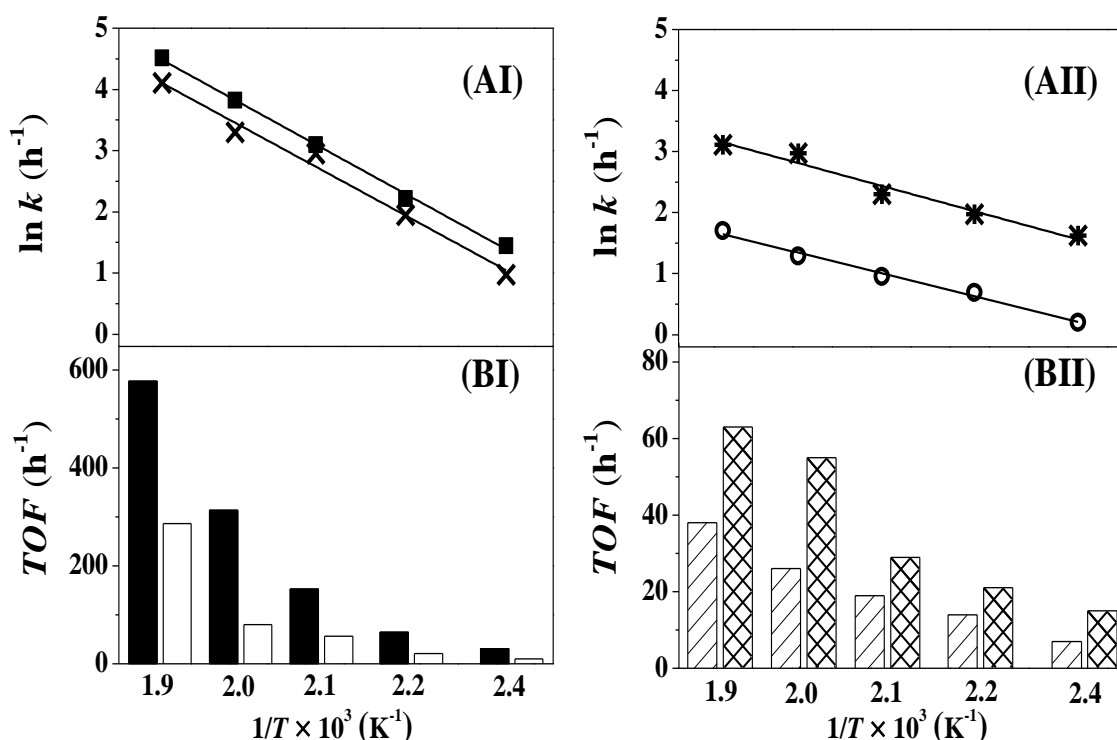 (AI)
ln k (h⁻¹)
5
4
3
2
1
0
(AII)
ln k (h⁻¹)
5
4
3
2
1
0
(BI)
TOF (h⁻¹)
600
400
200
0
1.9 2.0 2.1 2.2 2.4
1/T × 10³ (K⁻¹)
(BII)
TOF (h⁻¹)
80
60
40
20
0
1.9 2.0 2.1 2.2 2.4
1/T × 10³ (K⁻¹)